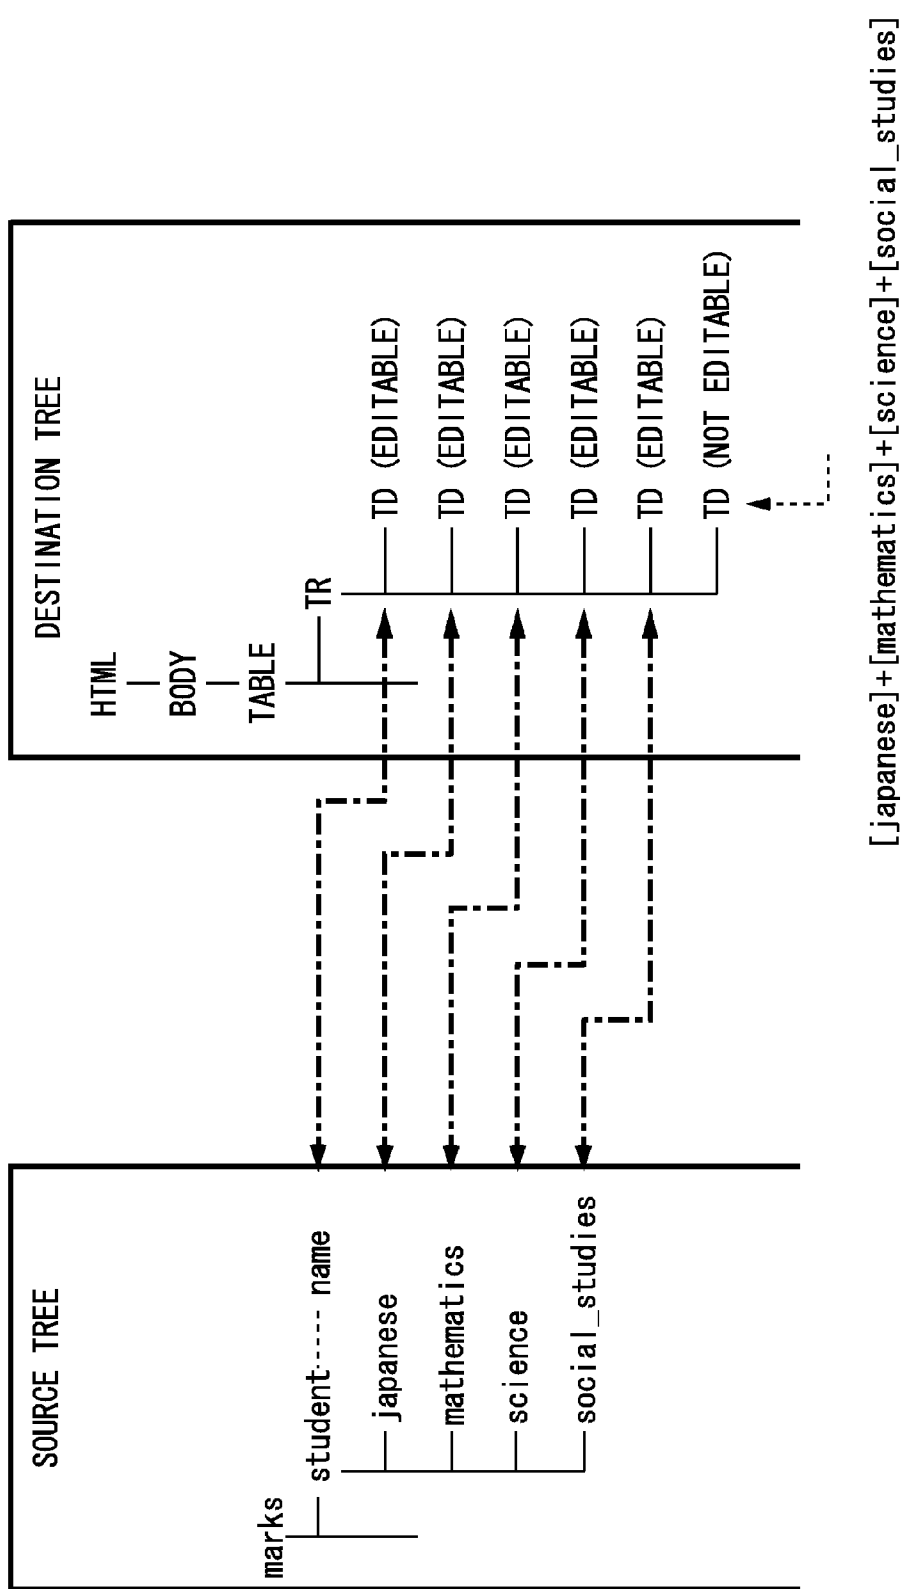 SOURCE TREE
marks
student
name
japanese
mathematics
science
social_studies
DESTINATION TREE
HTML
BODY
TABLE
TR
TD (EDITABLE)
TD (EDITABLE)
TD (EDITABLE)
TD (EDITABLE)
TD (EDITABLE)
TD (NOT EDITABLE)
[japanese]+[mathematics]+[science]+[social_studies]